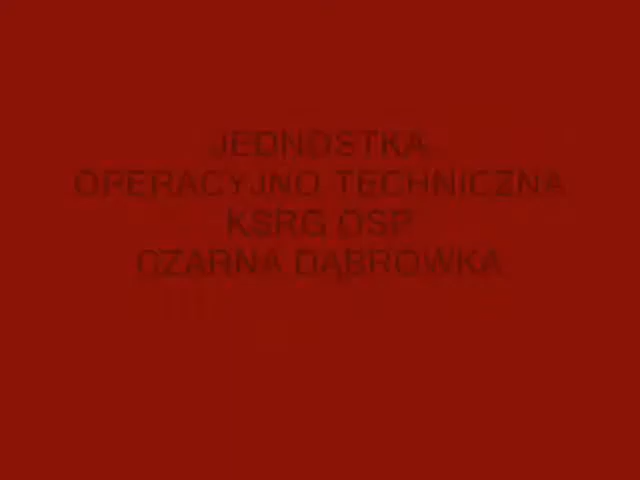 JEDNOSTKA
OPERACYJNO TECHNICZNA
KSRG OSP
CZARNA DĄBROWKA